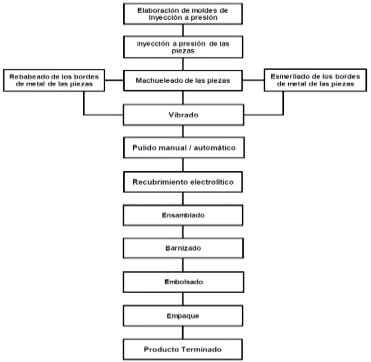 Elaboración de moldes de
Inyección a presión
Inyección a presión de las
piezas
Rebabeado de los bordes
de metal de las piezas
Machueleado de las piezas
Esmerilado de los bordes
de metal de las piezas
Vibrado
Pulido manual / automático
Recubrimiento electrolítico
Ensamblado
Barnizado
Embolsado
Empaque
Producto Terminado